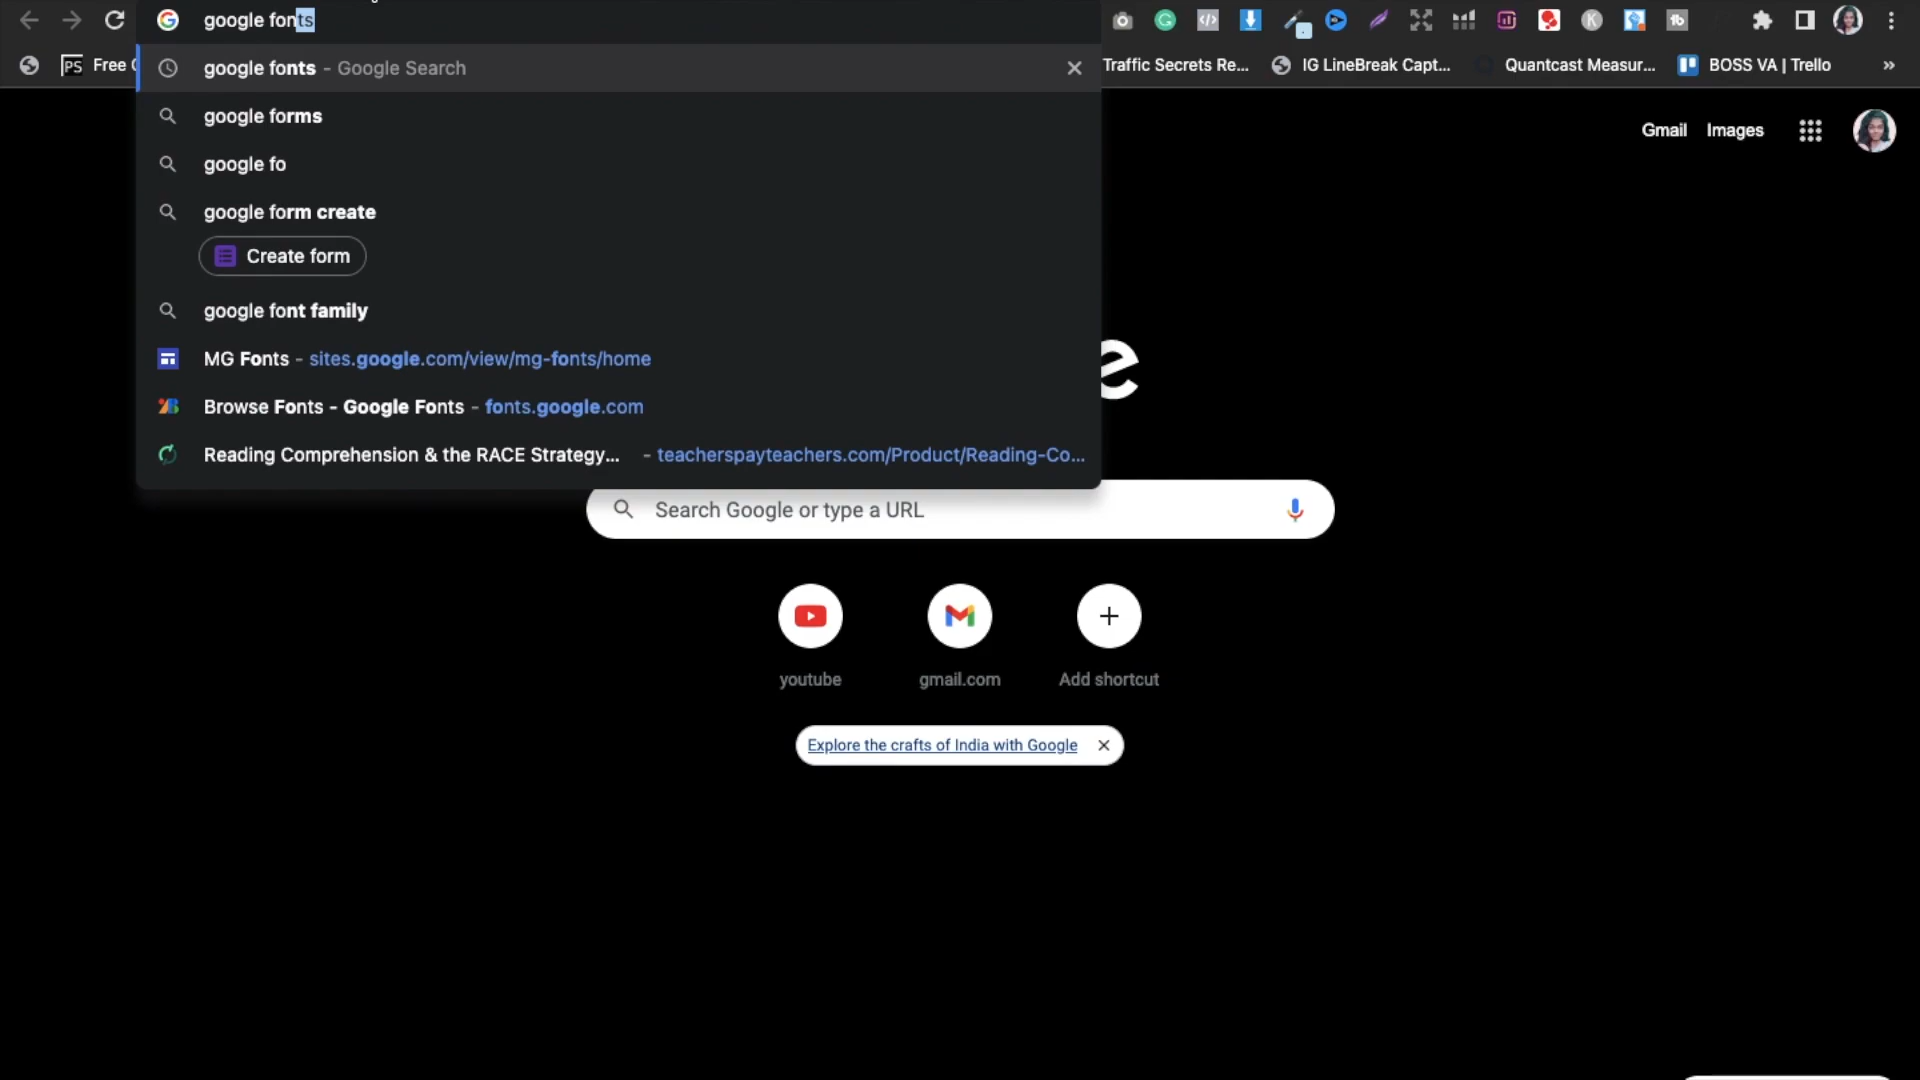 google fonts
Free
google fonts - Google Search
Traffic Secrets Re...
IG LineBreak Capt...
Quantcast Measur...
BOSS VA | Trello
»
google forms
Gmail
Images
google fo
google form create
Create form
google font family
MG Fonts - sites.google.com/view/mg-fonts/home
Browse Fonts - Google Fonts - fonts.google.com
Reading Comprehension & the RACE Strategy... - teacherspayteachers.com/Product/Reading-Co...
e
Search Google or type a URL
youtube
gmail.com
Add shortcut
Explore the crafts of India with Google